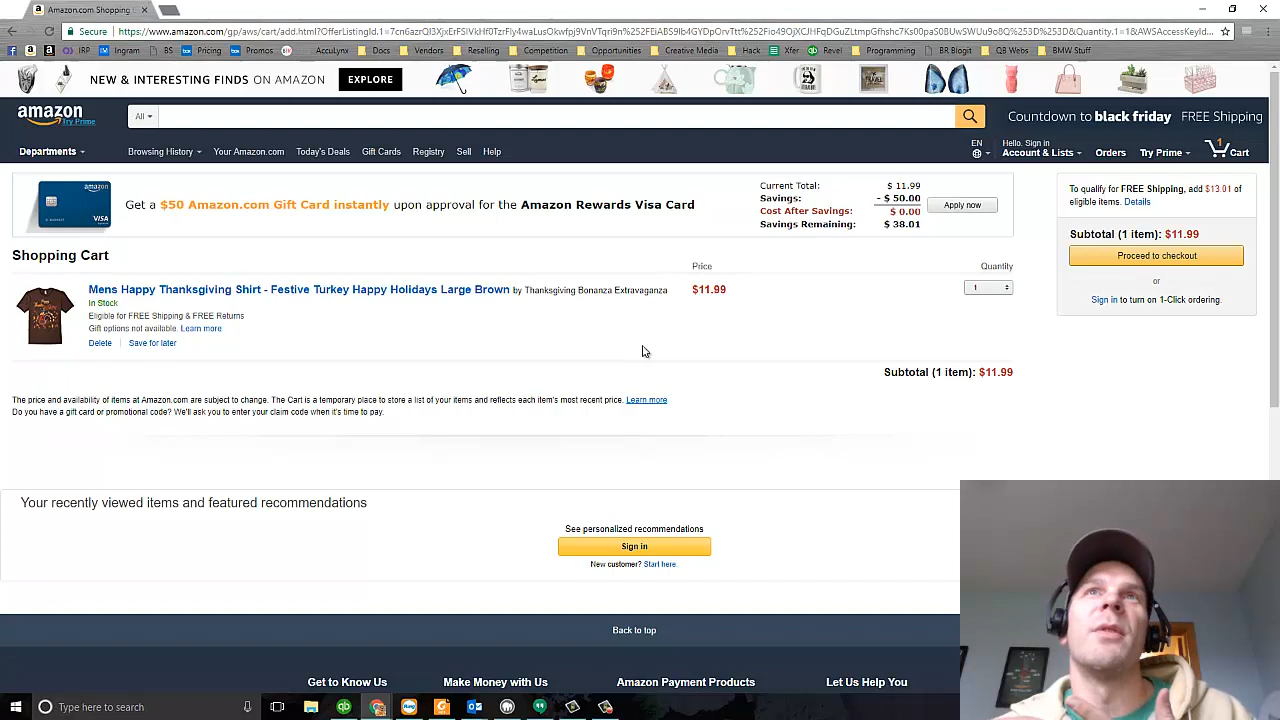 Amazon.com Shopping
Secure
NEW & INTERESTING FINDS ON AMAZON EXPLORE
f IRP Ingram BS Pricing Promos AccuLynx Docs Vendors Reselling Competition Opportunities Creative Media Hack Xfer Revel Programming BR Blogit QB Webs BMW Stuff
amazon
Try Prime
All
Countdown to black friday FREE Shipping
Departments Browsing History Your Amazon.com Today's Deals Gift Cards Registry Sell Help
EN
Hello. Sign in
Account & Lists Orders Try Prime 1 Cart
amazon
VISA
Get a $50 Amazon.com Gift Card instantly upon approval for the Amazon Rewards Visa Card
Current Total: $ 11.99
Savings: - $ 50.00
Cost After Savings: $ 0.00
Savings Remaining: $ 38.01
Apply now
To qualify for FREE Shipping, add $13.01 of
eligible items. Details
Subtotal (1 item): $11.99
Proceed to checkout
or
Sign in to turn on 1-Click ordering.
Shopping Cart
Price Quantity
Mens Happy Thanksgiving Shirt - Festive Turkey Happy Holidays Large Brown by Thanksgiving Bonanza Extravaganza $11.99 1
In Stock
Eligible for FREE Shipping & FREE Returns
Gift options not available. Learn more
Delete Save for later
Subtotal (1 item): $11.99
The price and availability of items at Amazon.com are subject to change. The Cart is a temporary place to store a list of your items and reflects each item's most recent price. Learn more
Do you have a gift card or promotional code? We'll ask you to enter your claim code when it's time to pay.
Your recently viewed items and featured recommendations
See personalized recommendations
Sign in
New customer? Start here.
Back to top
Get to Know Us Make Money with Us Amazon Payment Products Let Us Help You
Type here to search